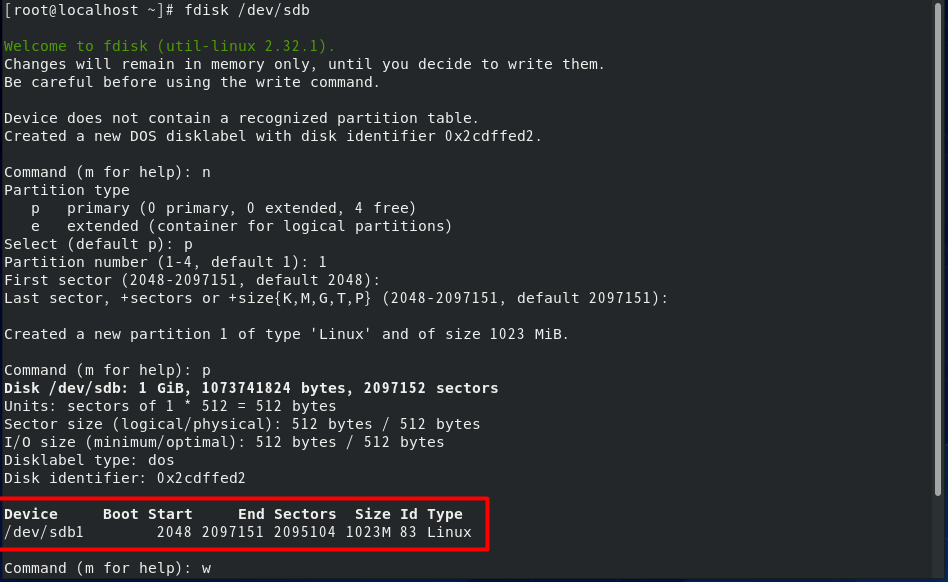 [root@localhost ~]# fdisk /dev/sdb
Welcome to fdisk (util-linux 2.32.1).
Changes will remain in memory only, until you decide to write them.
Be careful before using the write command.
Device does not contain a recognized partition table.
Created a new DOS disklabel with disk identifier 0x2cdffed2.
Command (m for help): n
Partition type
   p   primary (0 primary, 0 extended, 4 free)
   e   extended (container for logical partitions)
Select (default p): p
Partition number (1-4, default 1): 1
First sector (2048-2097151, default 2048):
Last sector, +sectors or +size{K,M,G,T,P} (2048-2097151, default 2097151):
Created a new partition 1 of type 'Linux' and of size 1023 MiB.
Command (m for help): p
Disk /dev/sdb: 1 GiB, 1073741824 bytes, 2097152 sectors
Units: sectors of 1 * 512 = 512 bytes
Sector size (logical/physical): 512 bytes / 512 bytes
I/O size (minimum/optimal): 512 bytes / 512 bytes
Disklabel type: dos
Disk identifier: 0x2cdffed2
Device     Boot Start     End Sectors  Size Id Type
/dev/sdb1        2048 2097151 2095104 1023M 83 Linux
Command (m for help): w